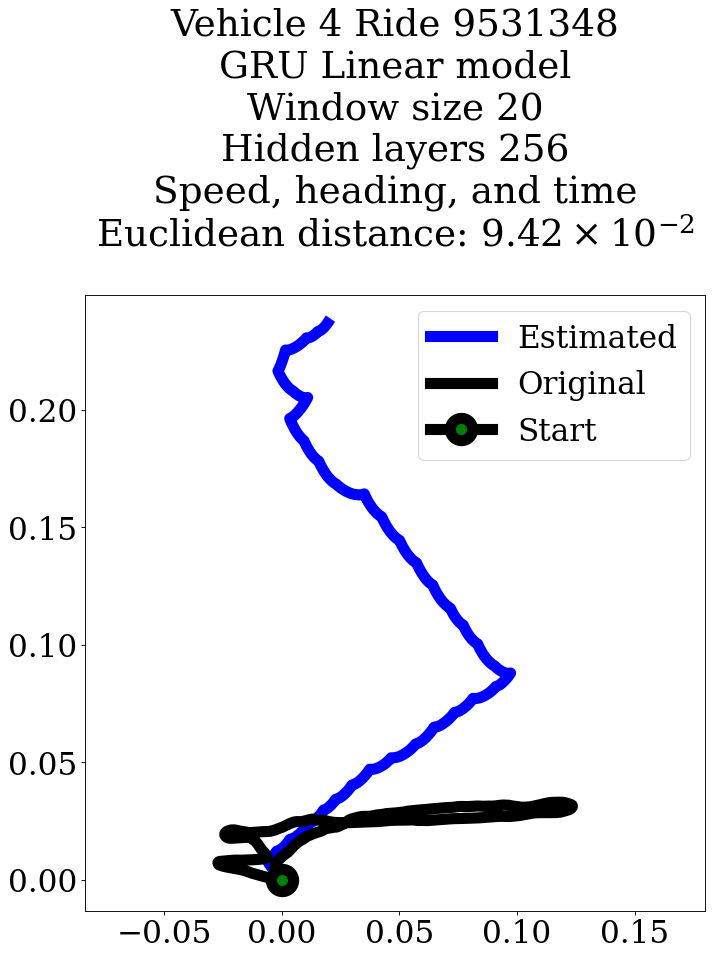 Vehicle 4 Ride 9531348
GRU Linear model
Window size 20
Hidden layers 256
Speed, heading, and time
Euclidean distance: 9.42 × 10⁻²
Estimated
Original
Start
0.20
0.15
0.10
0.05
0.00
−0.05 0.00 0.05 0.10 0.15